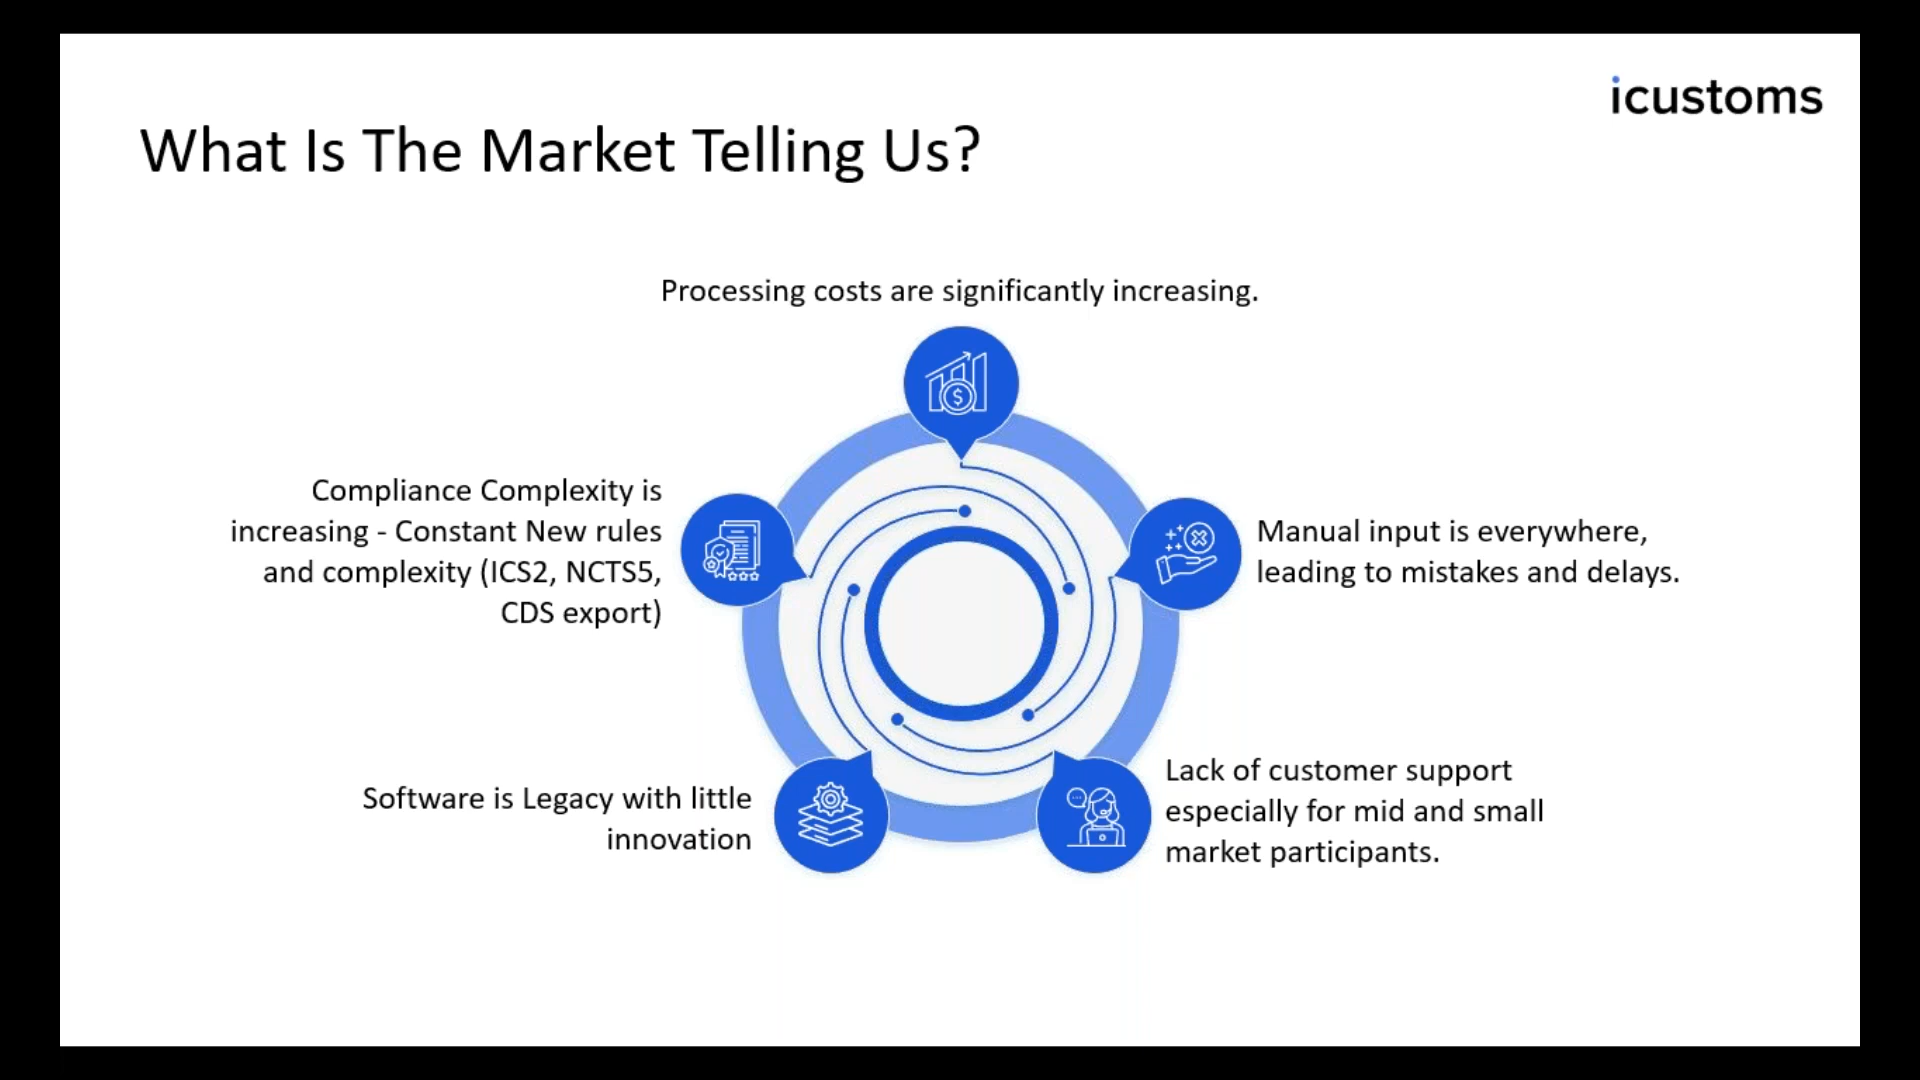 icustoms
What Is The Market Telling Us?
Processing costs are significantly increasing.
Compliance Complexity is
increasing - Constant New rules
and complexity (ICS2, NCTS5,
CDS export)
Manual input is everywhere,
leading to mistakes and delays.
Software is Legacy with little
innovation
Lack of customer support
especially for mid and small
market participants.